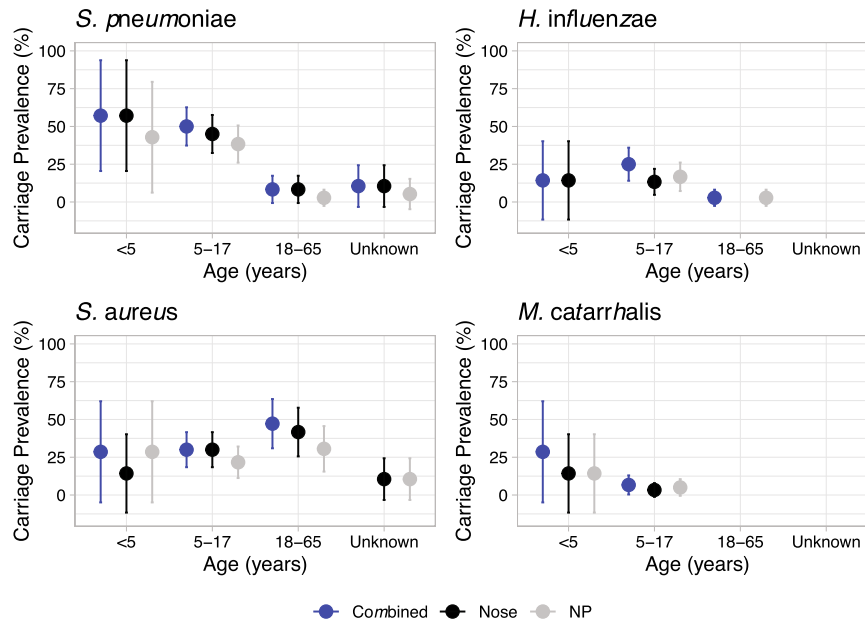 S. pneumoniae
H. influenzae
Carriage Prevalence (%)
100
75
50
25
0
<5
5–17
18–65
Unknown
Age (years)
Carriage Prevalence (%)
100
75
50
25
0
<5
5–17
18–65
Unknown
Age (years)
S. aureus
M. catarrhalis
Carriage Prevalence (%)
100
75
50
25
0
<5
5–17
18–65
Unknown
Age (years)
Carriage Prevalence (%)
100
75
50
25
0
<5
5–17
18–65
Unknown
Age (years)
Combined Nose NP